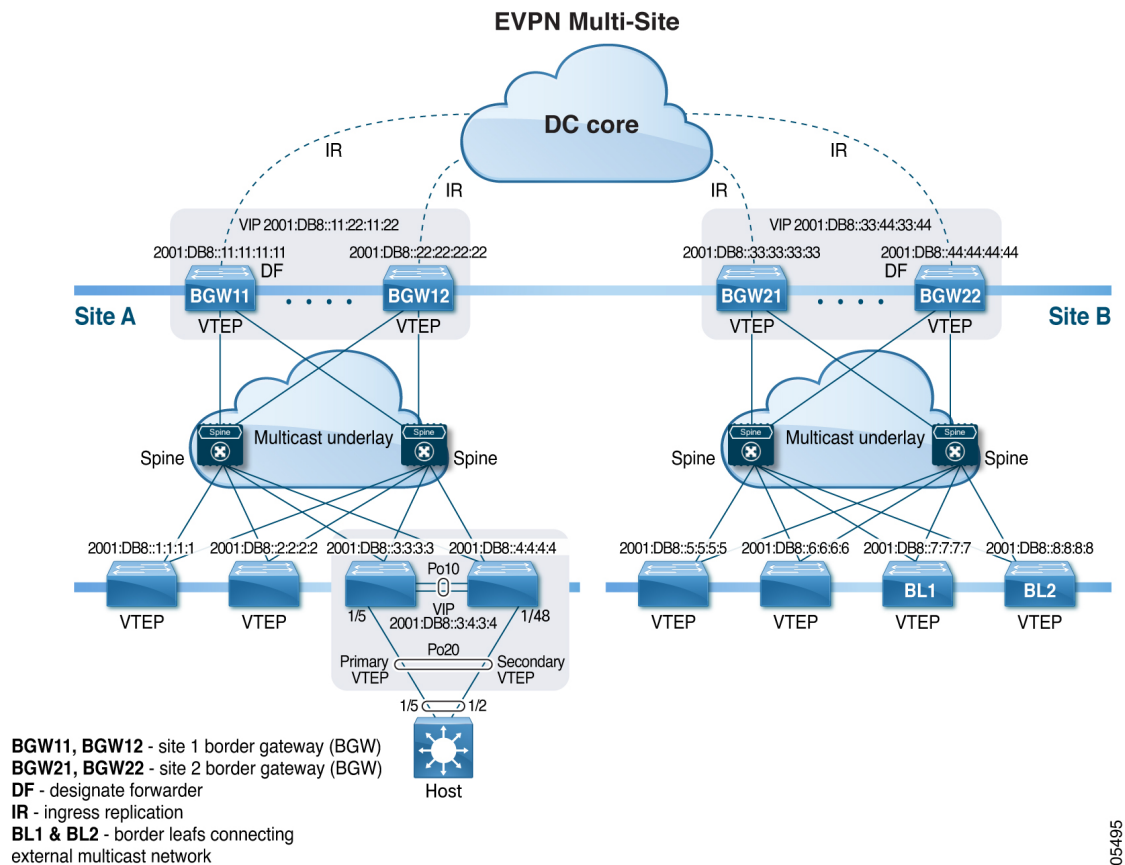 EVPN Multi-Site
DC core
IR
IR
IR
IR
VIP 2001:DB8::11:22:11:22
VIP 2001:DB8::33:44:33:44
2001:DB8::11:11:11:11
2001:DB8::22:22:22:22
2001:DB8::33:33:33:33
2001:DB8::44:44:44:44
DF
DF
BGW11
BGW12
BGW21
BGW22
Site A
Site B
VTEP
VTEP
VTEP
VTEP
Spine
Spine
Spine
Spine
Multicast underlay
Multicast underlay
Spine
Spine
Spine
Spine
2001:DB8::1:1:1:1
2001:DB8::2:2:2:2
2001:DB8::3:3:3:3
2001:DB8::4:4:4:4
2001:DB8::5:5:5:5
2001:DB8::6:6:6:6
2001:DB8::7:7:7:7
2001:DB8::8:8:8:8
Po10
BL1
BL2
VIP
1/5
2001:DB8::3:4:3:4
1/48
VTEP
VTEP
VTEP
VTEP
VTEP
VTEP
Po20
Primary
VTEP
Secondary
VTEP
1/5
1/2
Host
BGW11, BGW12 - site 1 border gateway (BGW)
BGW21, BGW22 - site 2 border gateway (BGW)
DF - designate forwarder
IR - ingress replication
BL1 & BL2 - border leafs connecting
external multicast network
05495